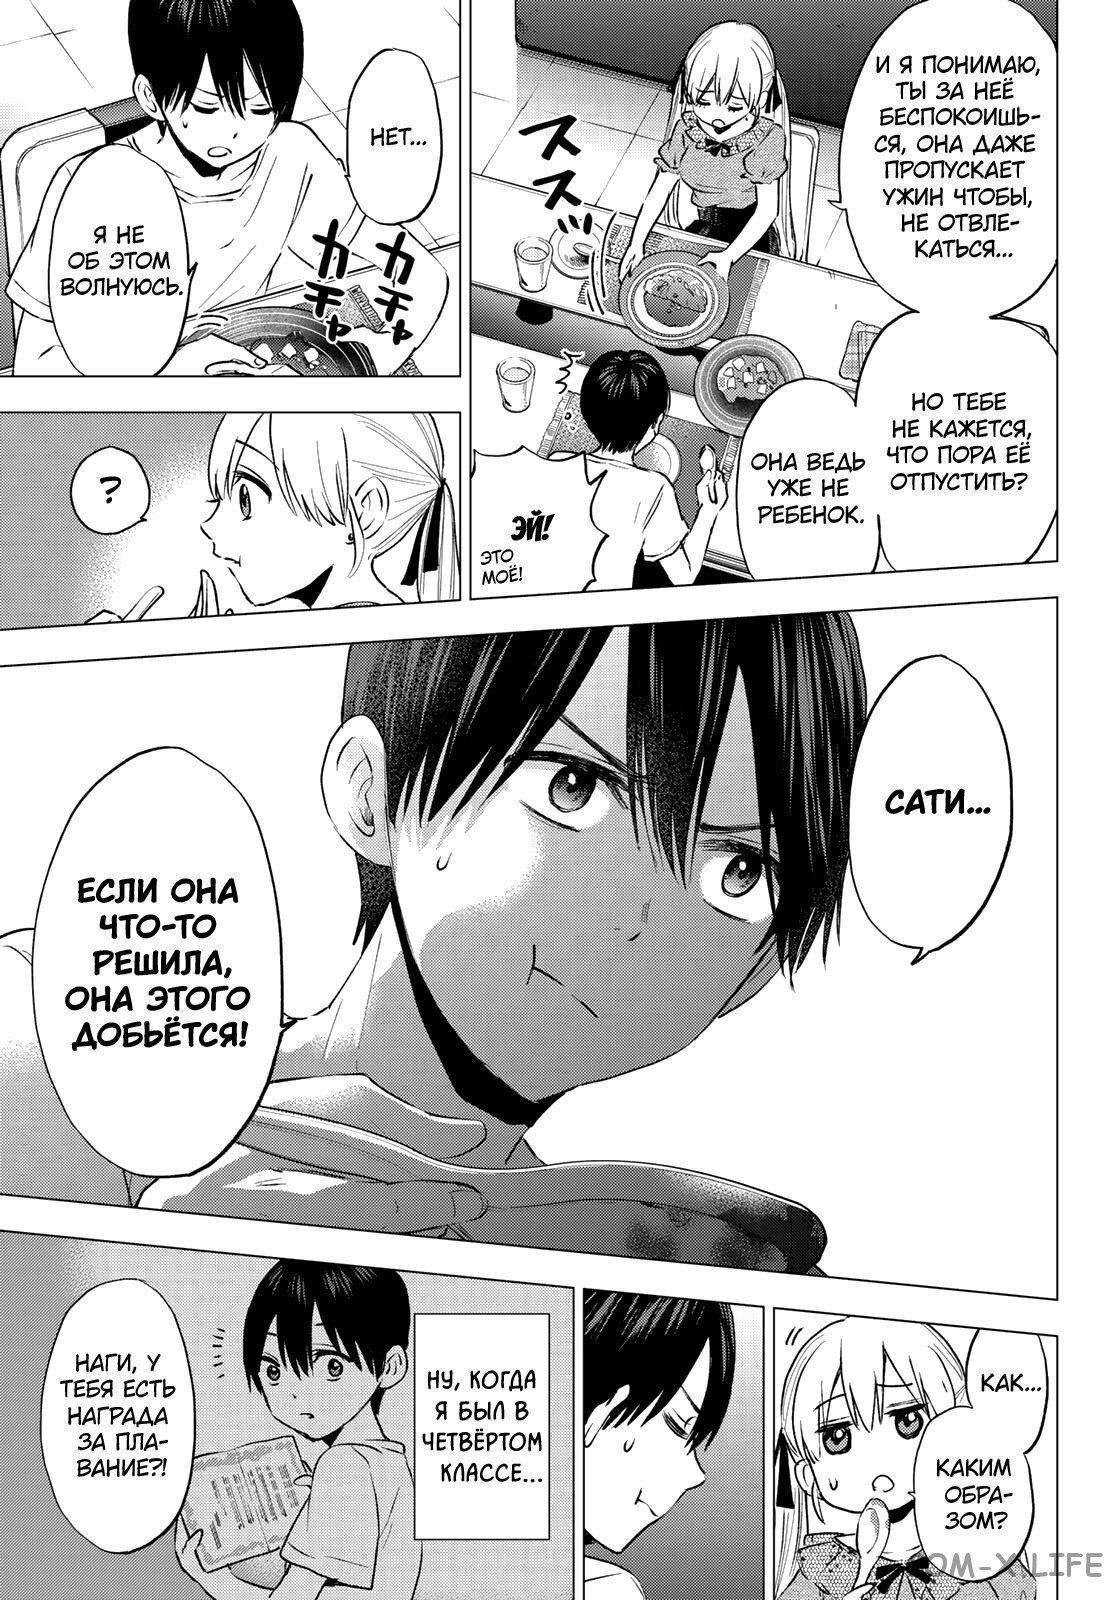 И Я ПОНИМАЮ,
ТЫ ЗА НЕЁ
БЕСПОКОИШЬ-
СЯ, ОНА ДАЖЕ
ПРОПУСКАЕТ
УЖИН ЧТОБЫ,
НЕ ОТВЛЕ-
КАТЬСЯ...
ススス
НО ТЕБЕ
НЕ КАЖЕТСЯ,
ЧТО ПОРА ЕЁ
ОТПУСТИТЬ?
ОНА ВЕДЬ
УЖЕ НЕ
РЕБЕНОК.
ЭЙ!
ЭТО
МОЁ!
НЕТ...
Я НЕ
ОБ ЭТОМ
ВОЛНУЮСЬ.
カチャ
カチャ
?
САТИ...
ЕСЛИ ОНА
ЧТО-ТО
РЕШИЛА,
ОНА ЭТОГО
ДОБЬЁТСЯ!
КАК...
КАКИМ
ОБРА-
ЗОМ?
НУ, КОГДА
Я БЫЛ В
ЧЕТВЁРТОМ
КЛАССЕ...
НАГИ, У
ТЕБЯ ЕСТЬ
НАГРАДА
ЗА ПЛА-
ВАНИЕ?!
COM-X.LIFE